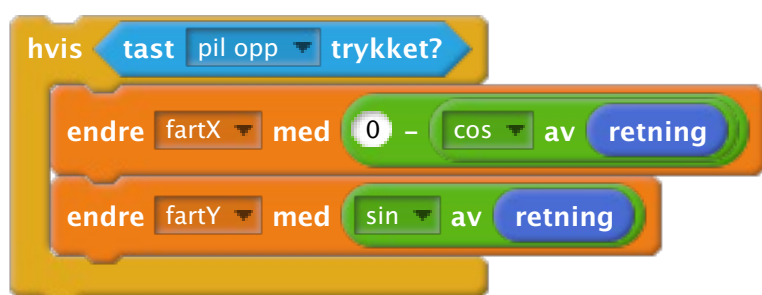 hvis tast pil opp trykket?
endre fartX med 0 - cos av retning
endre fartY med sin av retning